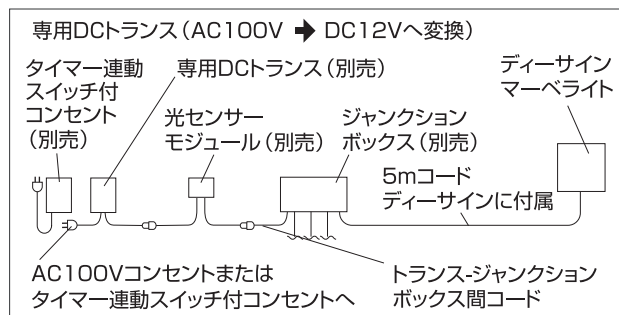 専用DCトランス（AC100V ➡ DC12Vへ変換）
タイマー連動
スイッチ付
コンセント
（別売）
専用DCトランス（別売）
光センサー
モジュール（別売）
ジャンクション
ボックス（別売）
ディーサイン
マーベライト
5mコード
ディーサインに付属
AC100Vコンセントまたは
タイマー連動スイッチ付コンセントへ
トランス-ジャンクション
ボックス間コード